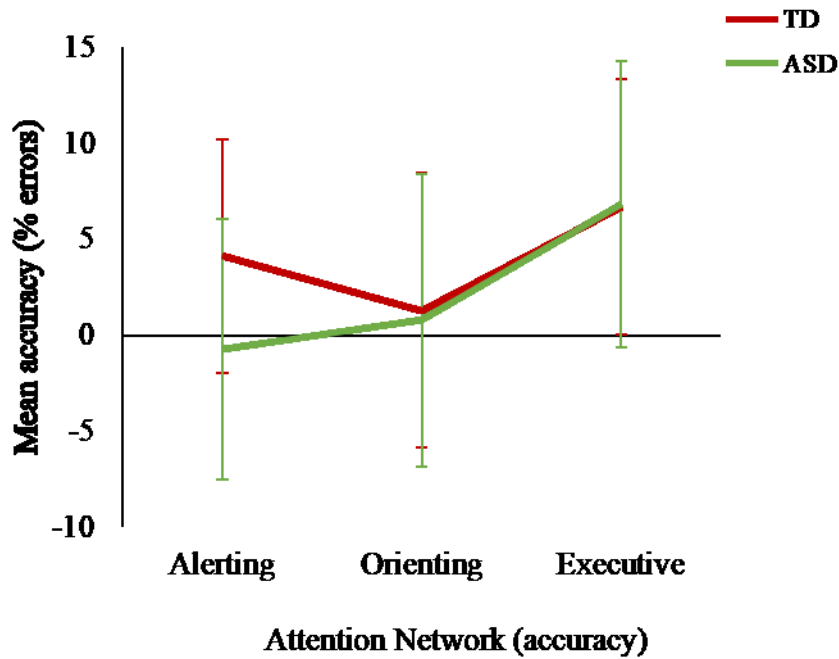 TD
ASD
Mean accuracy (% errors)
15
10
5
0
-5
-10
Alerting Orienting Executive
Attention Network (accuracy)